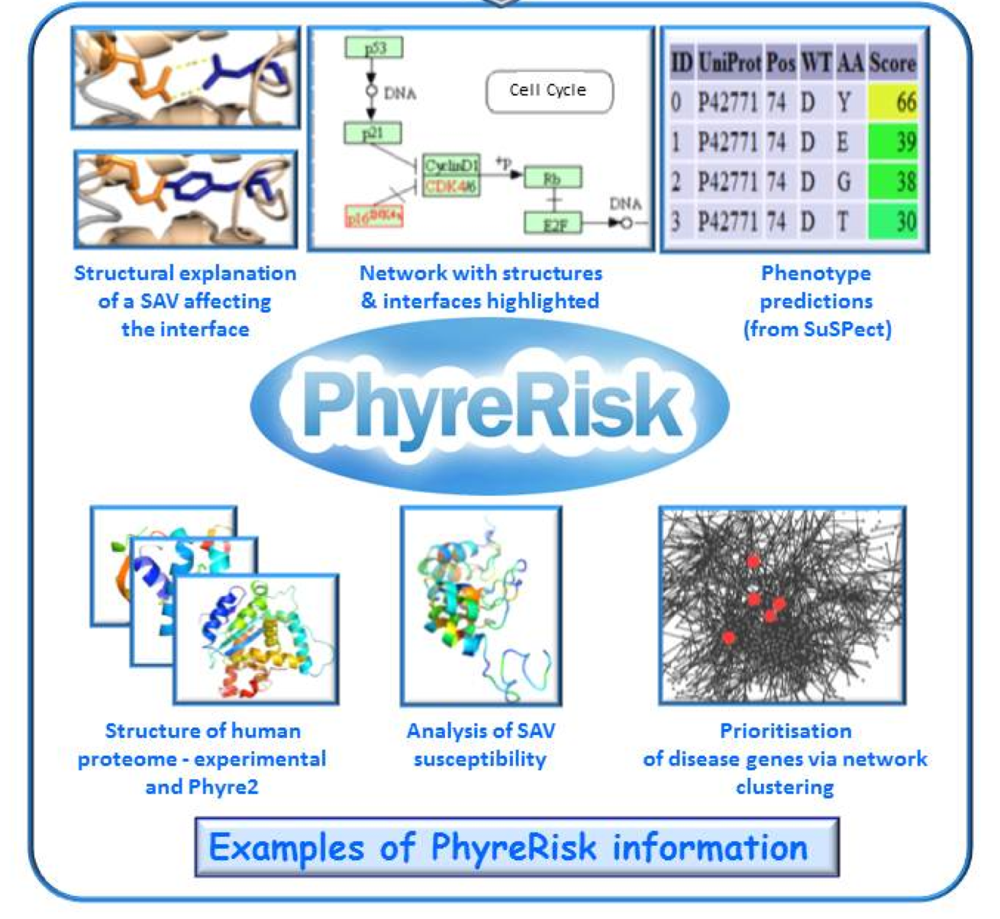 p53
DNA
Cell Cycle
p21
CyclinD1
+p
CDK4/6
Rb
DNA
E2F
ID UniProt Pos WT AA Score
0 P42771 74 D Y 66
1 P42771 74 D E 39
2 P42771 74 D G 38
3 P42771 74 D T 30
Structural explanation
of a SAV affecting
the interface
Network with structures
& interfaces highlighted
Phenotype
predictions
(from SuSPect)
PhyreRisk
Structure of human
proteome - experimental
and Phyre2
Analysis of SAV
susceptibility
Prioritisation
of disease genes via network
clustering
Examples of PhyreRisk information